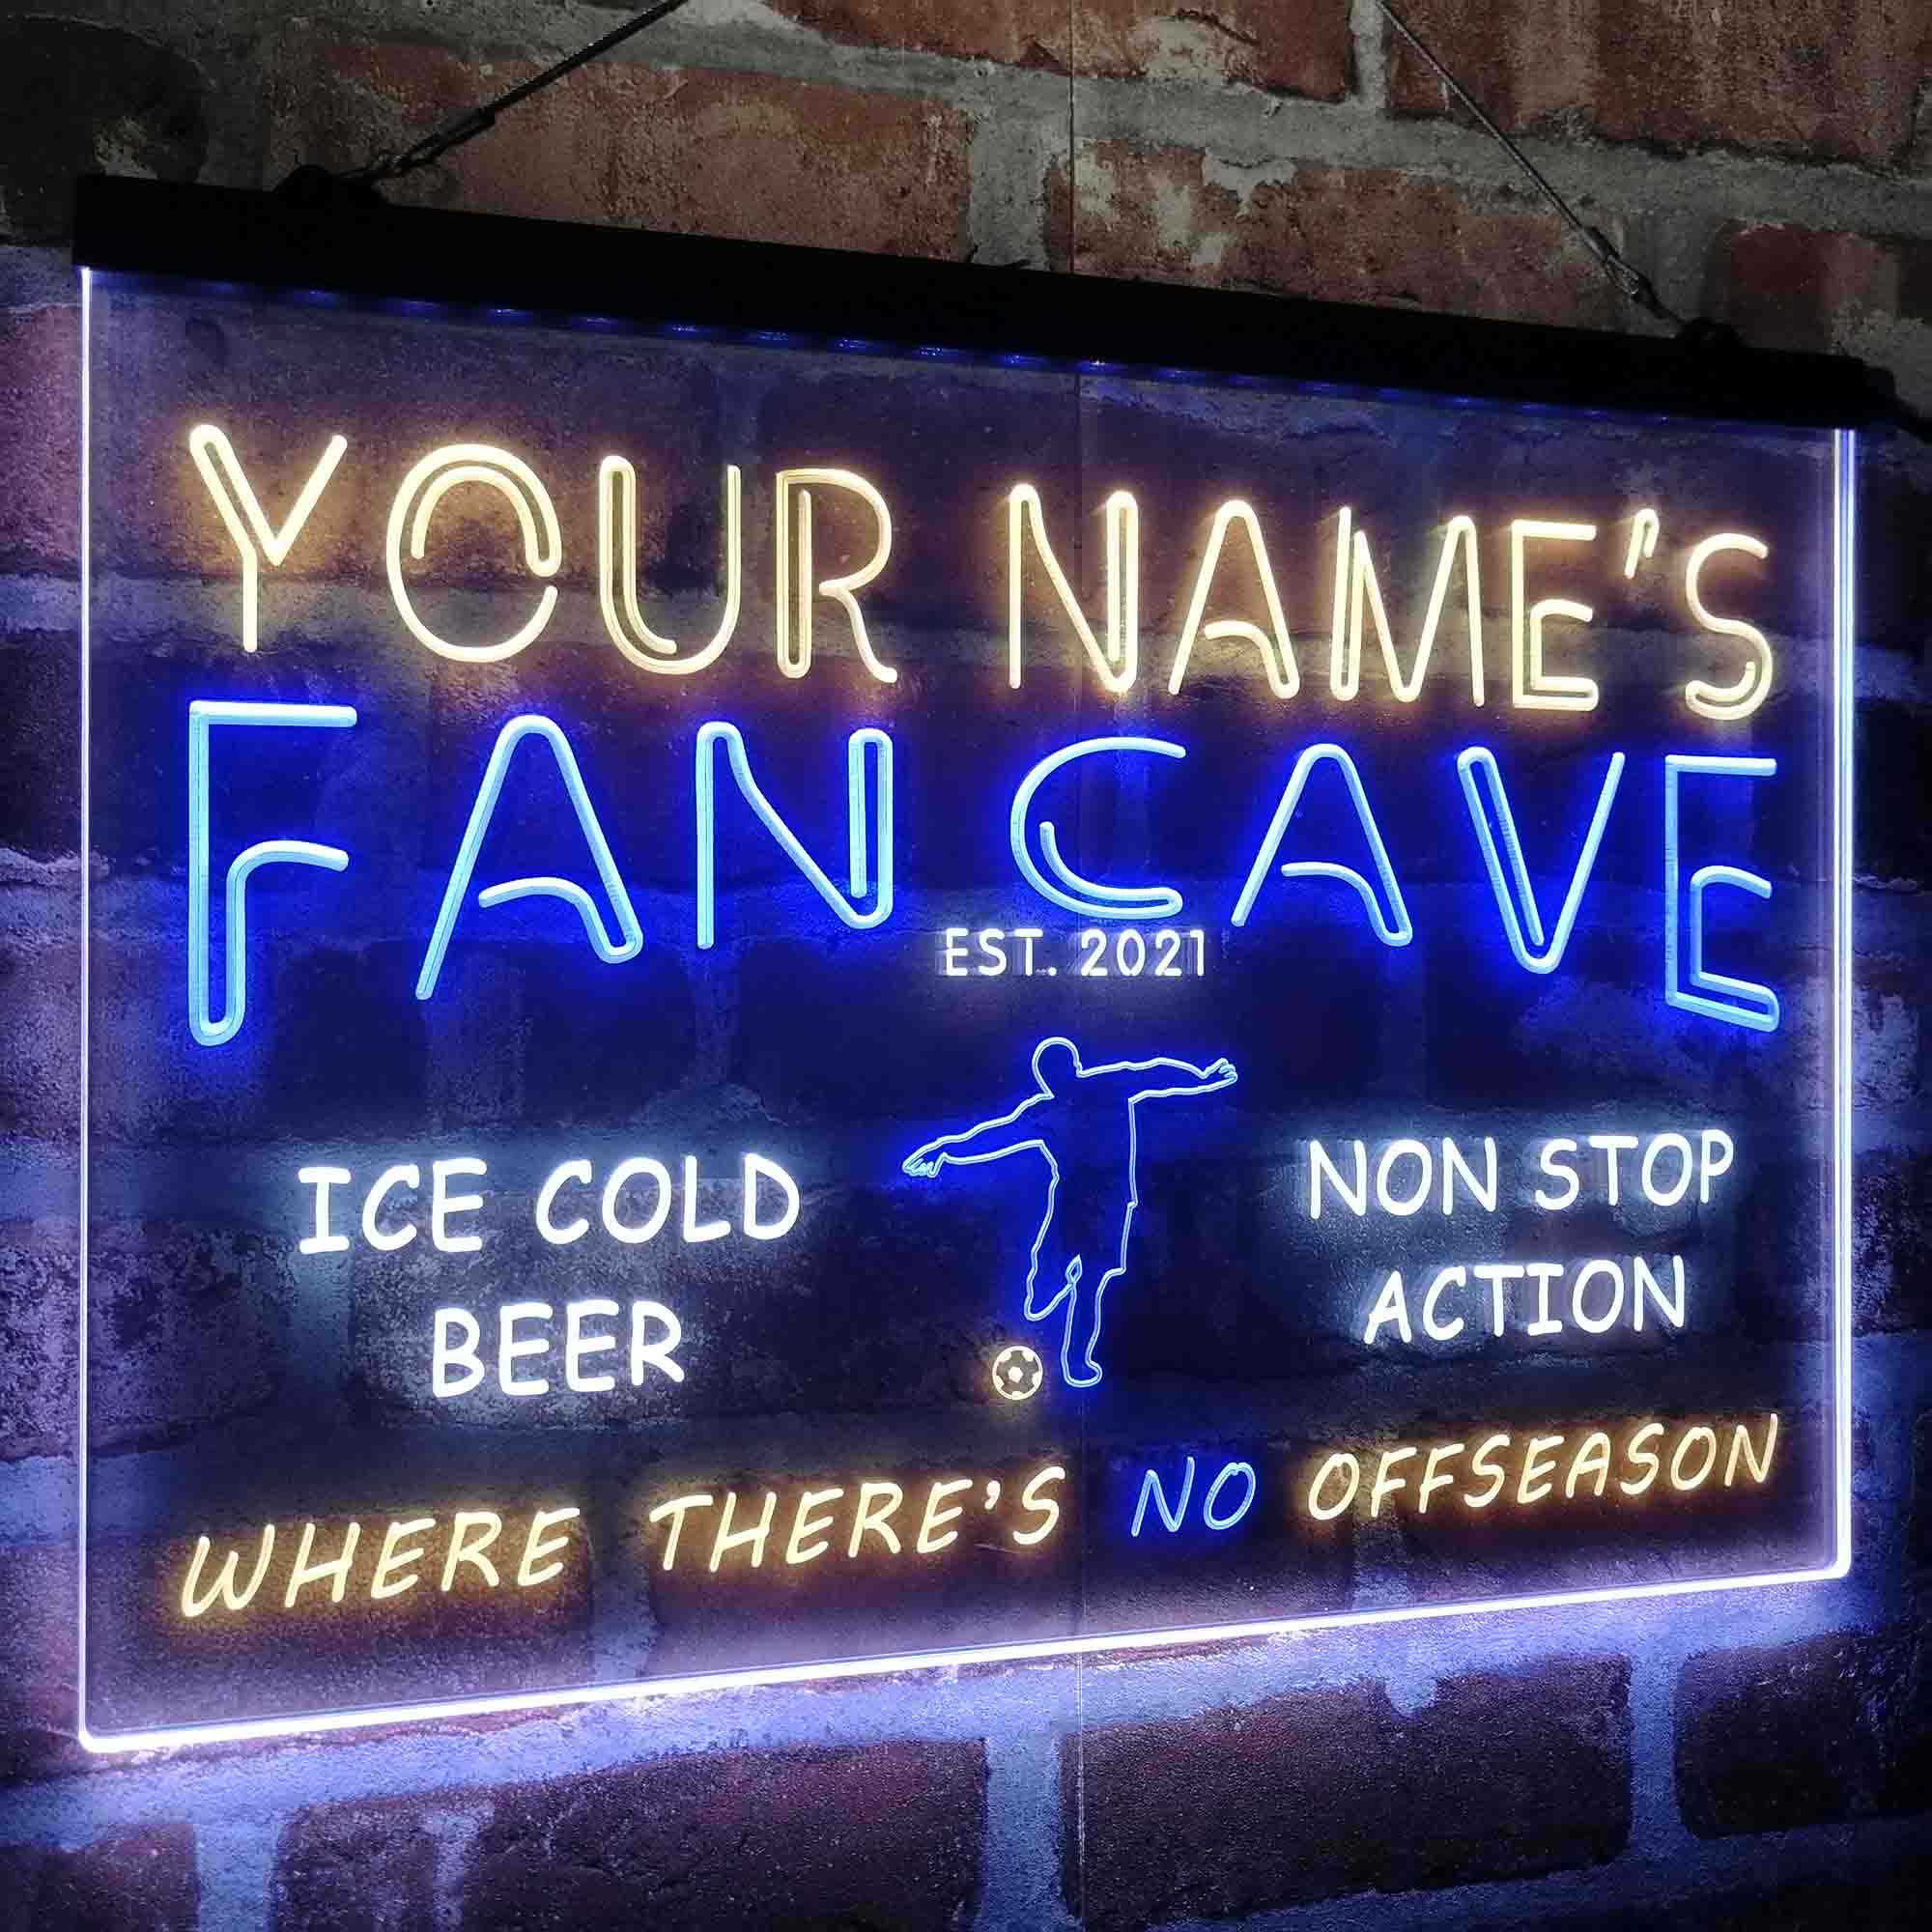 YOUR NAME'S
FAN CAVE
EST. 2021
ICE COLD
BEER
NON STOP
ACTION
WHERE THERE'S NO OFFSEASON